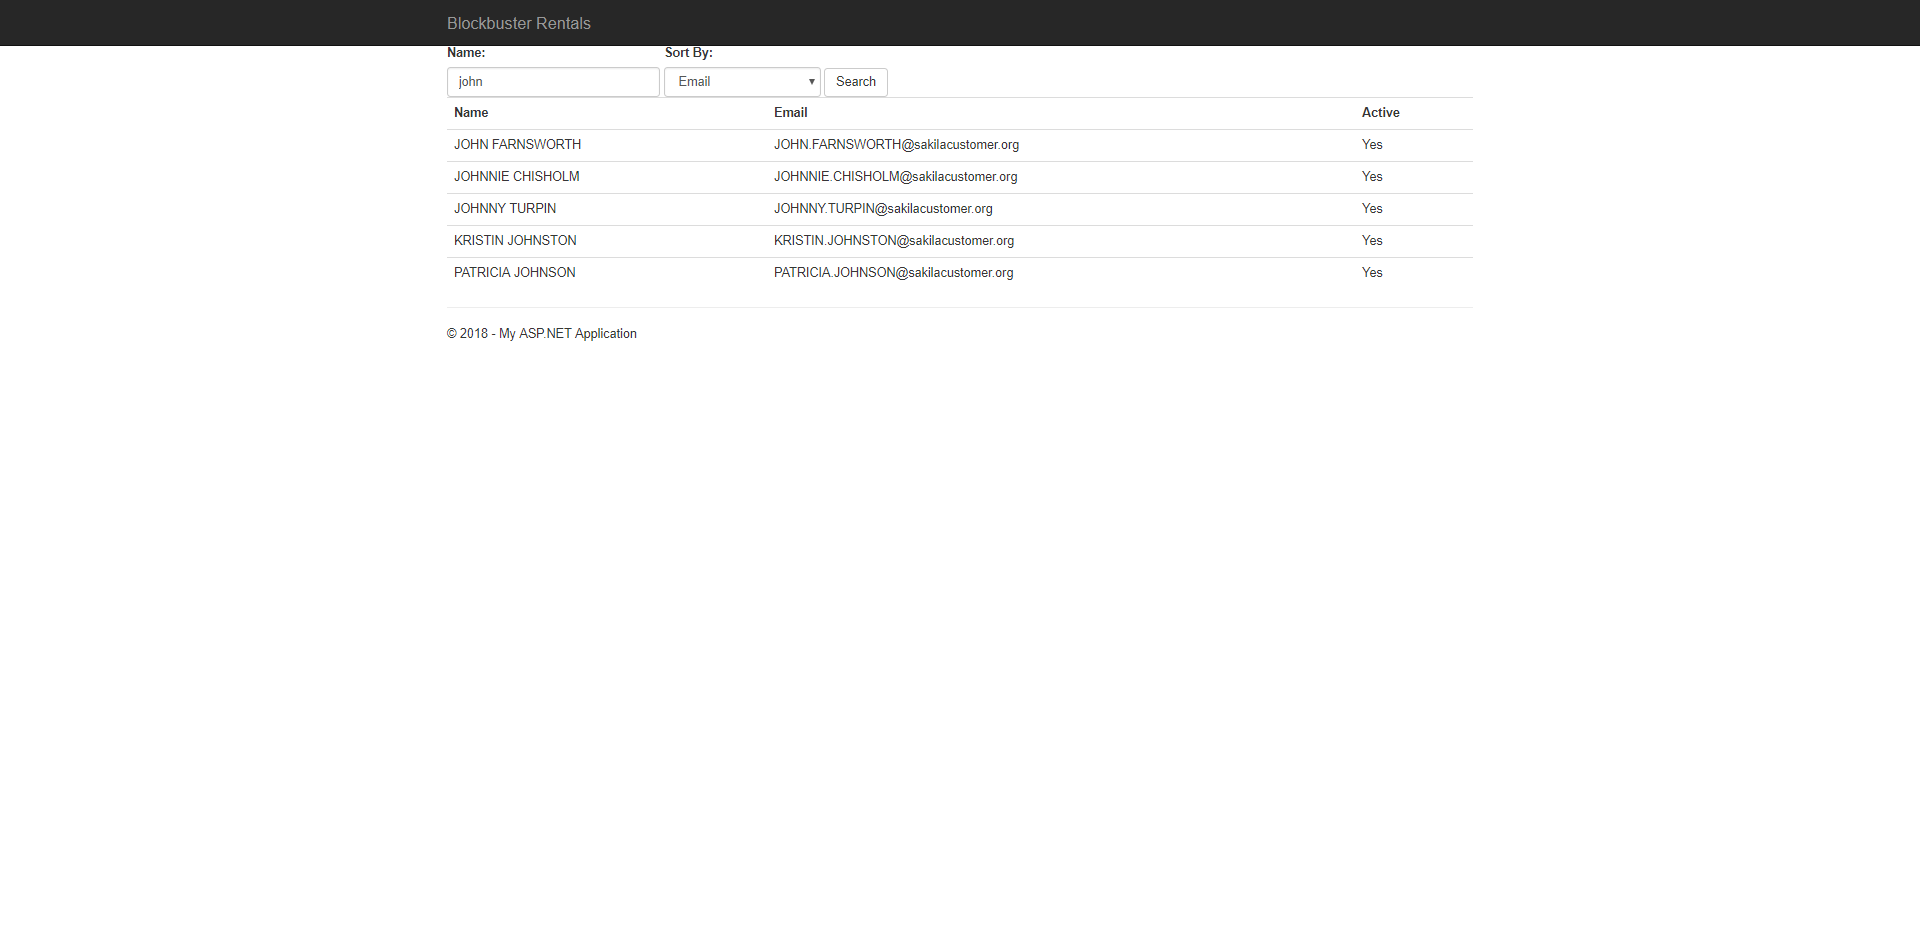 Blockbuster Rentals
Name: Sort By:
john Email Search
Name Email Active
JOHN FARNSWORTH JOHN.FARNSWORTH@sakilacustomer.org Yes
JOHNNIE CHISHOLM JOHNNIE.CHISHOLM@sakilacustomer.org Yes
JOHNNY TURPIN JOHNNY.TURPIN@sakilacustomer.org Yes
KRISTIN JOHNSTON KRISTIN.JOHNSTON@sakilacustomer.org Yes
PATRICIA JOHNSON PATRICIA.JOHNSON@sakilacustomer.org Yes
© 2018 - My ASP.NET Application